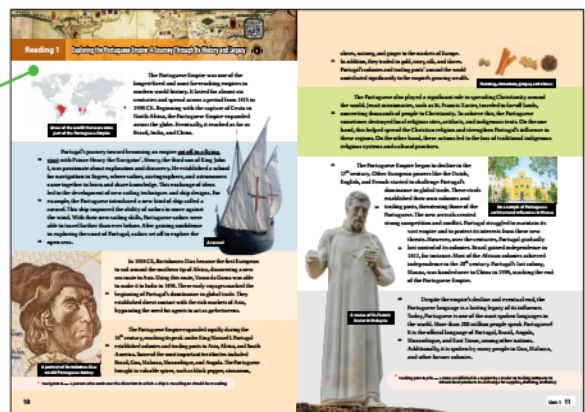 Reading 1 Exploring the Portuguese Empire: A Journey Through Its History and Legacy
The Portuguese Empire was one of the
longest-lived and most far-reaching empires in
modern world history. It lasted for almost six
centuries and spread across a period from 1415 to
1999 CE. Beginning with the capture of Ceuta in
North Africa, the Portuguese Empire expanded
across the globe. Eventually, it reached as far as
Brazil, India, and China.
part of the Portuguese Empire
Portugal's journey toward becoming an empire got off to a flying
start with Prince Henry the Navigator. Henry, the third son of King John
I, was passionate about exploration and discovery. He established a school
for navigation in Sagres, where sailors, cartographers, and astronomers
came together to learn and share knowledge. This exchange of ideas
led to the development of new sailing techniques and ship designs. For
example, the Portuguese introduced a new kind of ship called a
caravel. This ship improved the ability of sailors to move against
the wind. With their new sailing skills, Portuguese sailors were
able to travel farther than ever before. After gaining confidence
in exploring the coast of Portugal, sailors set off to explore the
open seas.
A caravel
In 1488 CE, Bartolomeu Dias became the first European
to sail around the southern tip of Africa, discovering a new
sea route to Asia. Using this route, Vasco da Gama was able
to make it to India in 1498. These early voyages marked the
beginning of Portugal's dominance in global trade. They
established direct contact with the rich markets of Asia,
bypassing the need for agents to act as go-betweens.
A portrait of Bartolomeu Dias
The Portuguese Empire expanded rapidly during the
16th century, reaching its peak under King Manuel I. Portugal
established colonies and trading posts in Asia, Africa, and South
America. Some of the most important territories included
Brazil, Goa, Malacca, Mozambique, and Angola. The Portuguese
brought in valuable spices, such as black pepper, cinnamon,
10
cloves, nutmeg, and ginger to the markets of Europe.
In addition, they traded in gold, ivory, silk, and slaves.
Portugal's colonies and trading posts around the world
contributed significantly to the empire's growing wealth.
Nutmeg, cinnamon, ginger, and cloves
The Portuguese also played a significant role in spreading Christianity around
the world. Jesuit missionaries, such as St. Francis Xavier, traveled to far-off lands,
converting thousands of people to Christianity. To achieve this, the Portuguese
sometimes destroyed local religious sites, artifacts, and indigenous texts. On the one
hand, this helped spread the Christian religion and strengthen Portugal's influence in
these regions. On the other hand, these actions led to the loss of traditional indigenous
religious systems and cultural practices.
The Portuguese Empire began to decline in the
17th century. Other European powers like the Dutch,
English, and French started to challenge Portugal's
dominance in global trade. These rivals
established their own colonies and
trading posts, threatening those of the
Portuguese. The new arrivals created
strong competition and conflict. Portugal struggled to maintain its
vast empire and to protect its interests from these new
threats. However, over the centuries, Portugal gradually
lost control of its colonies. Brazil gained independence in
1822, for instance. Most of the African colonies achieved
independence in the 20th century. Portugal's last colony,
Macau, was handed over to China in 1999, marking the end
of the Portuguese Empire.
An example of Portuguese
architectural influence in Macau
A statue of St. Francis
Xavier in Malaysia
Despite the empire's decline and eventual end, the
Portuguese language is a lasting legacy of its influence.
Today, Portuguese is one of the most spoken languages in
the world. More than 200 million people speak Portuguese!
It is the official language of Portugal, Brazil, Angola,
Mozambique, and East Timor, among other nations.
Additionally, it is spoken by many people in Goa, Malacca,
and other former colonies.
Unit 1 11